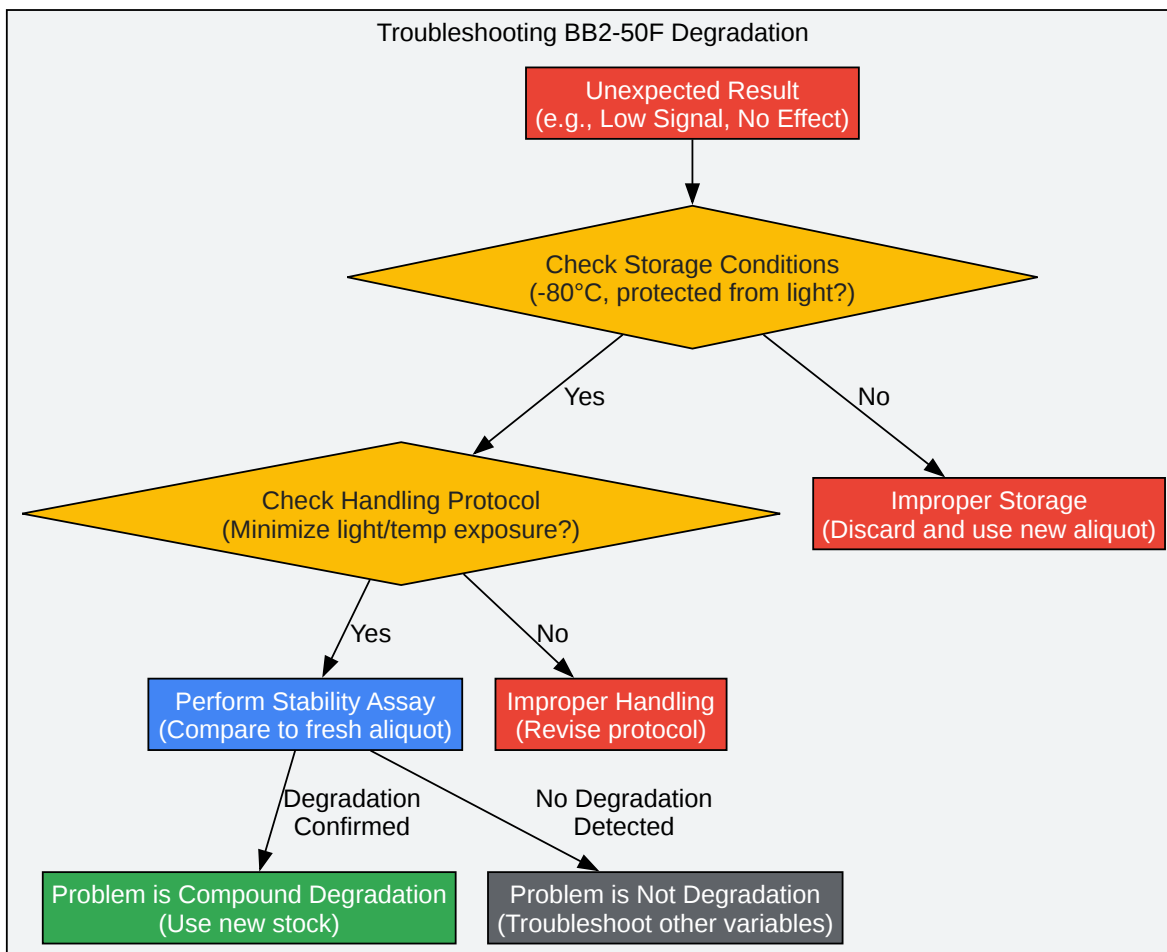 Troubleshooting BB2-50F Degradation
Unexpected Result
(e.g., Low Signal, No Effect)
Check Storage Conditions
(-80°C, protected from light?)
Yes
No
Check Handling Protocol
(Minimize light/temp exposure?)
Improper Storage
(Discard and use new aliquot)
Yes
No
Perform Stability Assay
(Compare to fresh aliquot)
Improper Handling
(Revise protocol)
Degradation
Confirmed
No Degradation
Detected
Problem is Compound Degradation
(Use new stock)
Problem is Not Degradation
(Troubleshoot other variables)